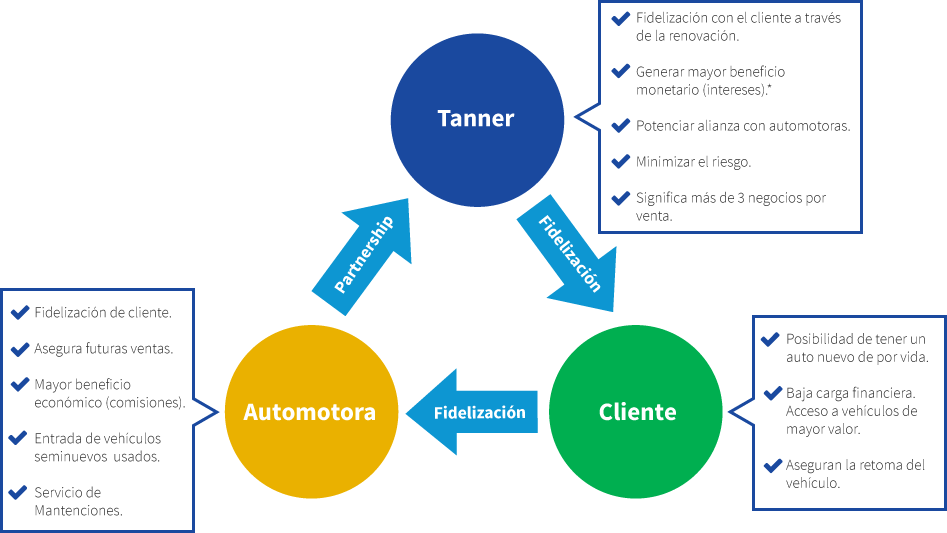 Fidelización con el cliente a través
de la renovación.
Generar mayor beneficio
monetario (intereses).*
Potenciar alianza con automotoras.
Minimizar el riesgo.
Significa más de 3 negocios por
venta.
Tanner
Partnership
Fidelización
Fidelización de cliente.
Asegura futuras ventas.
Mayor beneficio
económico (comisiones).
Entrada de vehículos
seminuevos usados.
Servicio de
Mantenciones.
Automotora
Fidelización
Cliente
Posibilidad de tener un
auto nuevo de por vida.
Baja carga financiera.
Acceso a vehículos de
mayor valor.
Aseguran la retoma del
vehículo.